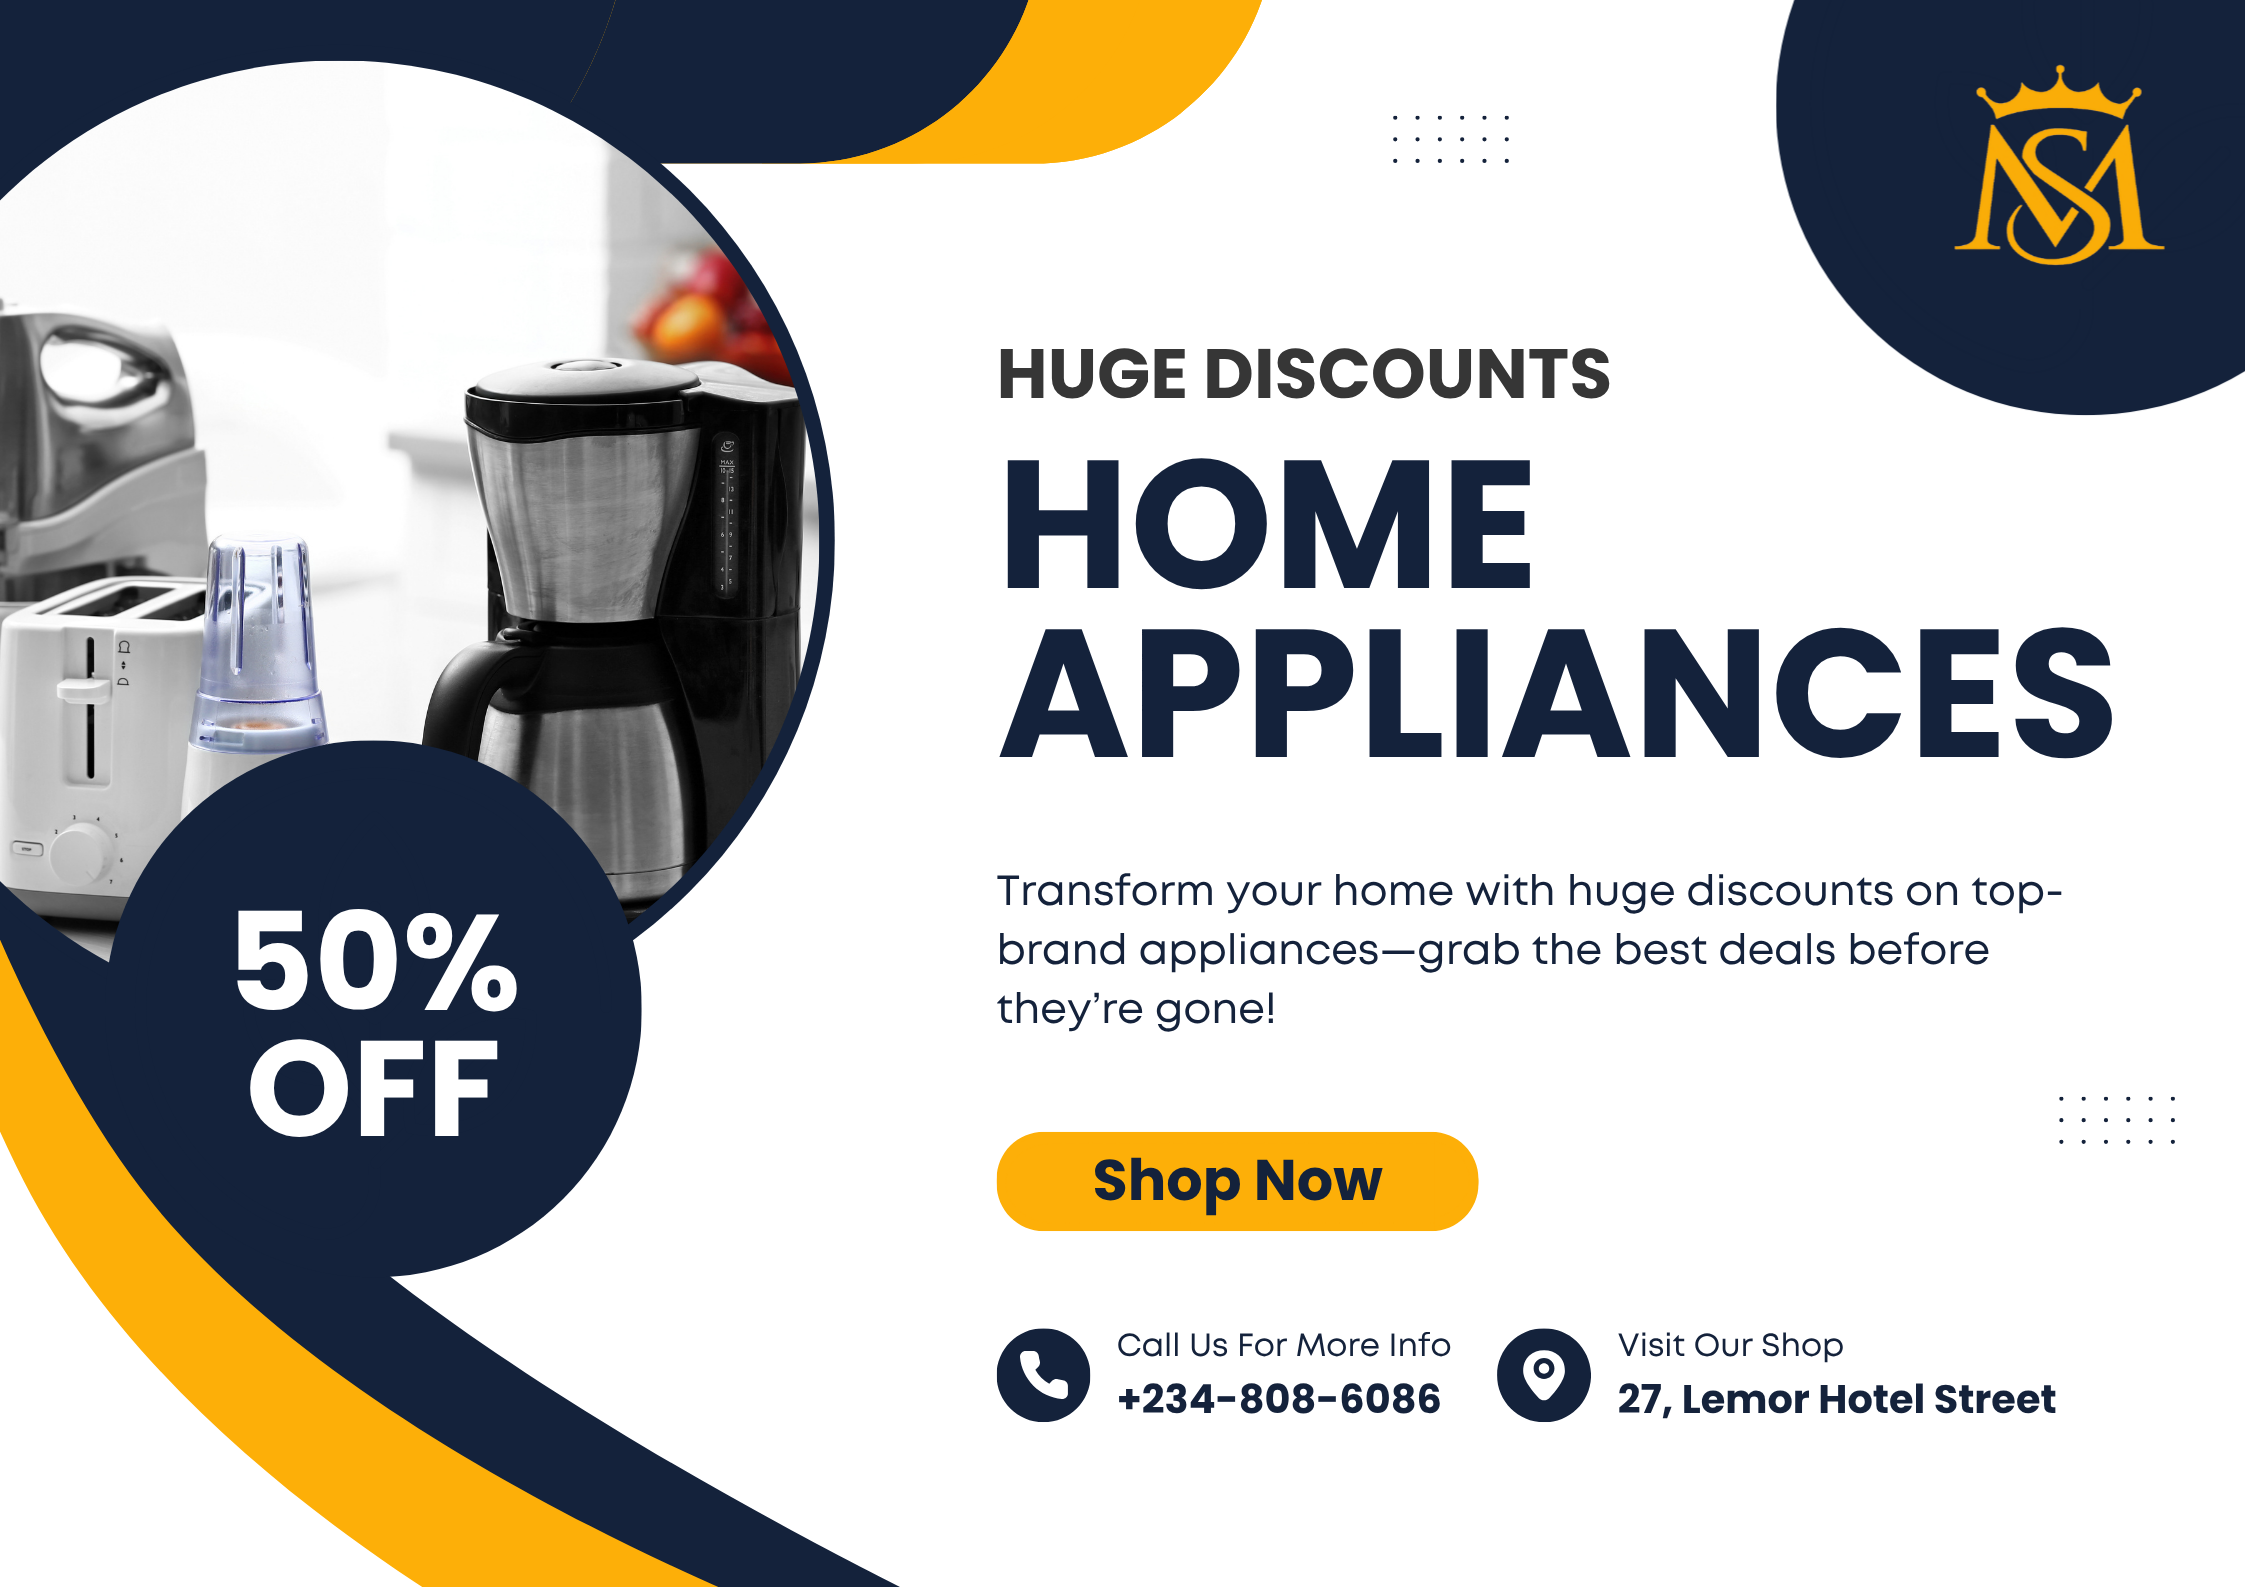 MS
HUGE DISCOUNTS
HOME
APPLIANCES
Transform your home with huge discounts on top-
brand appliances—grab the best deals before
they’re gone!
50%
OFF
Shop Now
Call Us For More Info
+234-808-6086
Visit Our Shop
27, Lemor Hotel Street
MAX